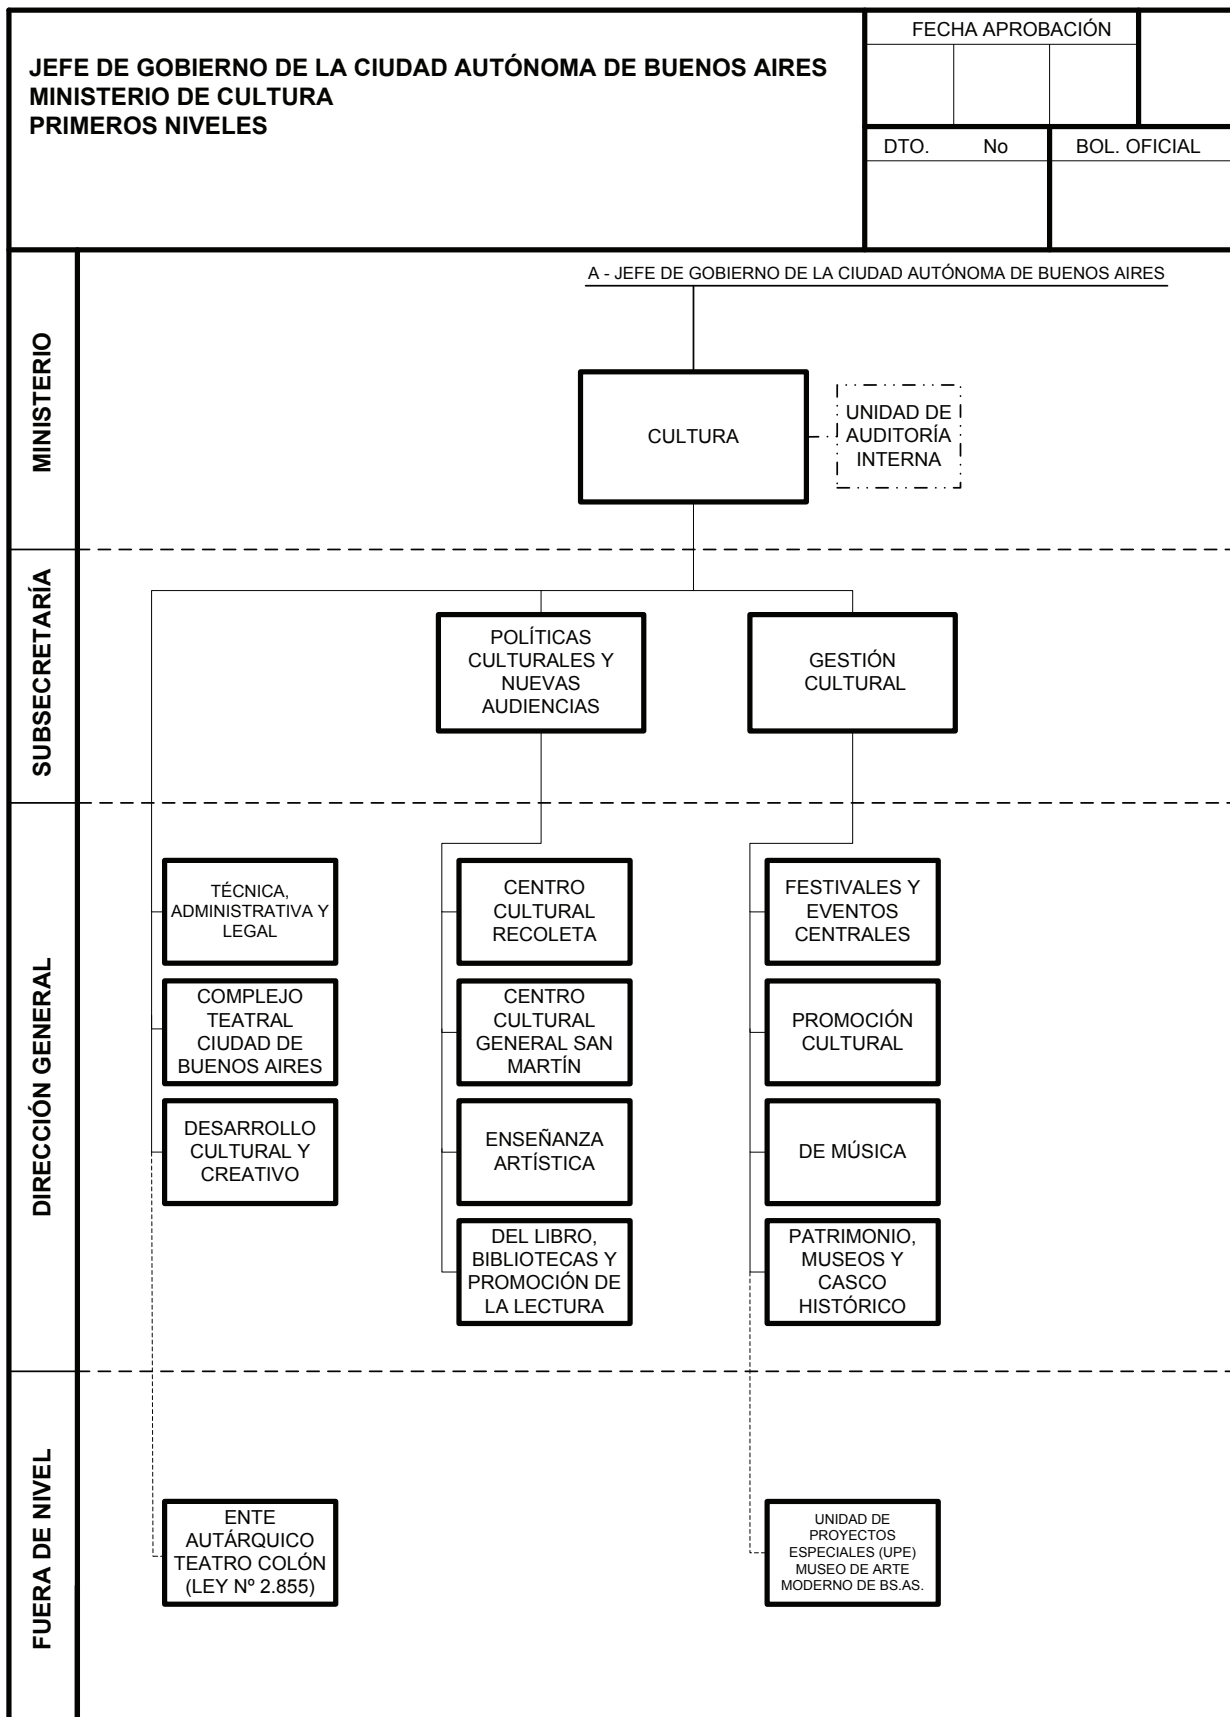 JEFE DE GOBIERNO DE LA CIUDAD AUTÓNOMA DE BUENOS AIRES
MINISTERIO DE CULTURA
PRIMEROS NIVELES
FECHA APROBACIÓN
DTO. No
BOL. OFICIAL
MINISTERIO
A - JEFE DE GOBIERNO DE LA CIUDAD AUTÓNOMA DE BUENOS AIRES
CULTURA
UNIDAD DE
AUDITORÍA
INTERNA
SUBSECRETARÍA
POLÍTICAS
CULTURALES Y
NUEVAS
AUDIENCIAS
GESTIÓN
CULTURAL
DIRECCIÓN GENERAL
TÉCNICA,
ADMINISTRATIVA Y
LEGAL
COMPLEJO
TEATRAL
CIUDAD DE
BUENOS AIRES
DESARROLLO
CULTURAL Y
CREATIVO
CENTRO
CULTURAL
RECOLETA
CENTRO
CULTURAL
GENERAL SAN
MARTÍN
ENSEÑANZA
ARTÍSTICA
DEL LIBRO,
BIBLIOTECAS Y
PROMOCIÓN DE
LA LECTURA
FESTIVALES Y
EVENTOS
CENTRALES
PROMOCIÓN
CULTURAL
DE MÚSICA
PATRIMONIO,
MUSEOS Y
CASCO
HISTÓRICO
FUERA DE NIVEL
ENTE
AUTÁRQUICO
TEATRO COLÓN
(LEY Nº 2.855)
UNIDAD DE
PROYECTOS
ESPECIALES (UPE)
MUSEO DE ARTE
MODERNO DE BS.AS.